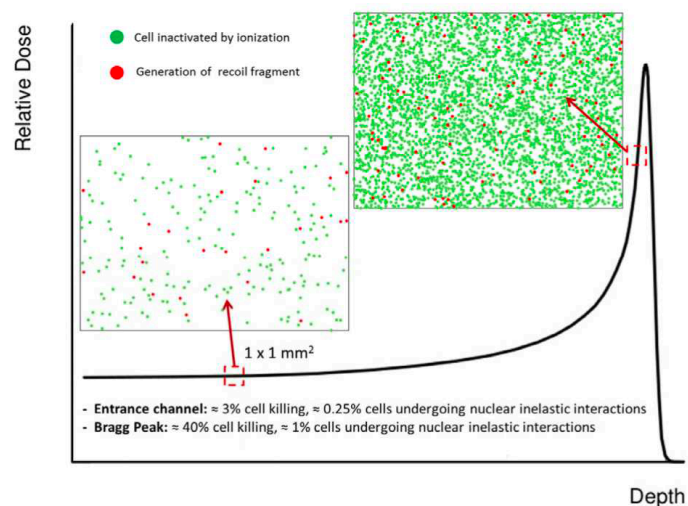 Relative Dose
Cell inactivated by ionization
Generation of recoil fragment
1 x 1 mm²
- Entrance channel: ≈ 3% cell killing, ≈ 0.25% cells undergoing nuclear inelastic interactions
- Bragg Peak: ≈ 40% cell killing, ≈ 1% cells undergoing nuclear inelastic interactions
Depth